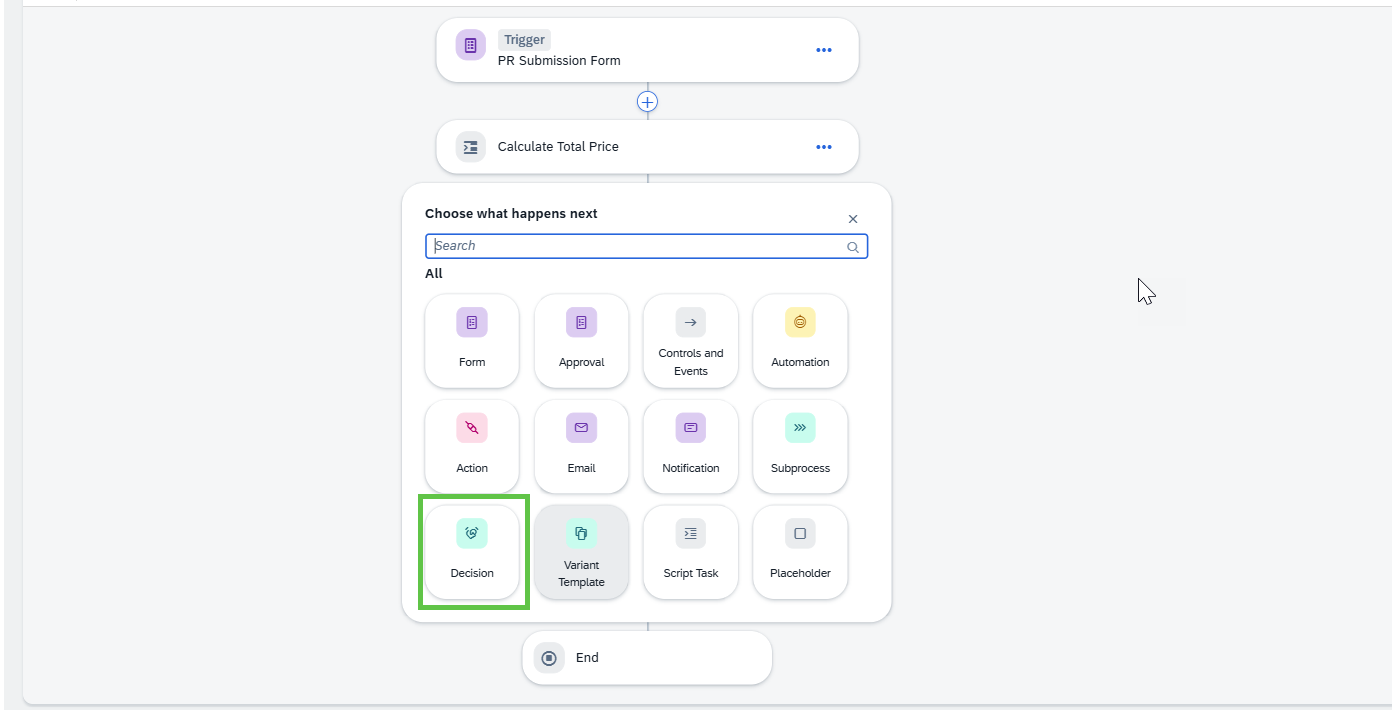 Trigger
PR Submission Form
Calculate Total Price
Choose what happens next
Search
All
Form
Approval
Controls and
Events
Automation
Action
Email
Notification
Subprocess
Decision
Variant
Template
Script Task
Placeholder
End